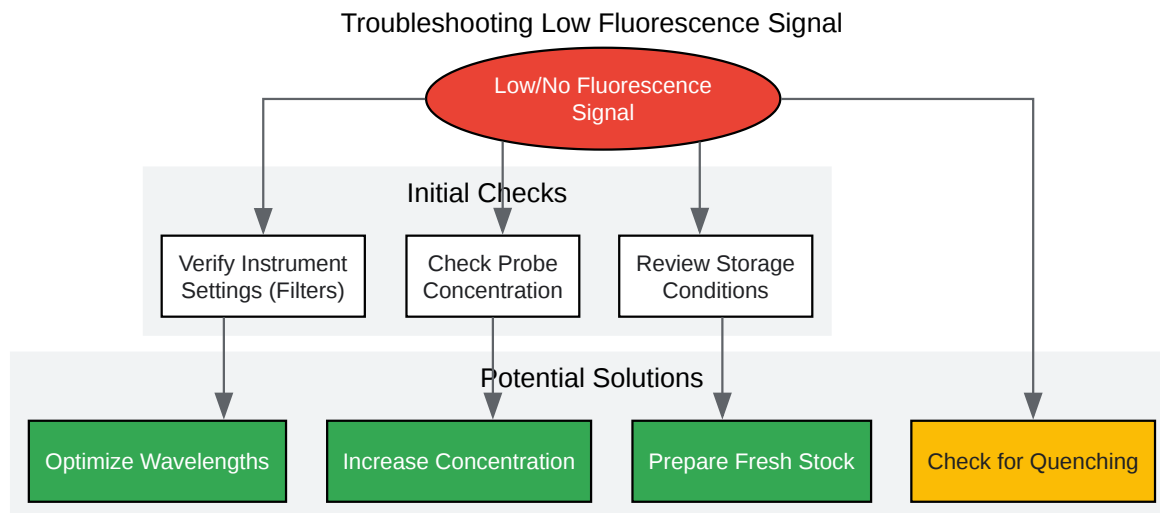 Troubleshooting Low Fluorescence Signal
Low/No Fluorescence
Signal
Initial Checks
Verify Instrument
Settings (Filters)
Check Probe
Concentration
Review Storage
Conditions
Potential Solutions
Optimize Wavelengths
Increase Concentration
Prepare Fresh Stock
Check for Quenching